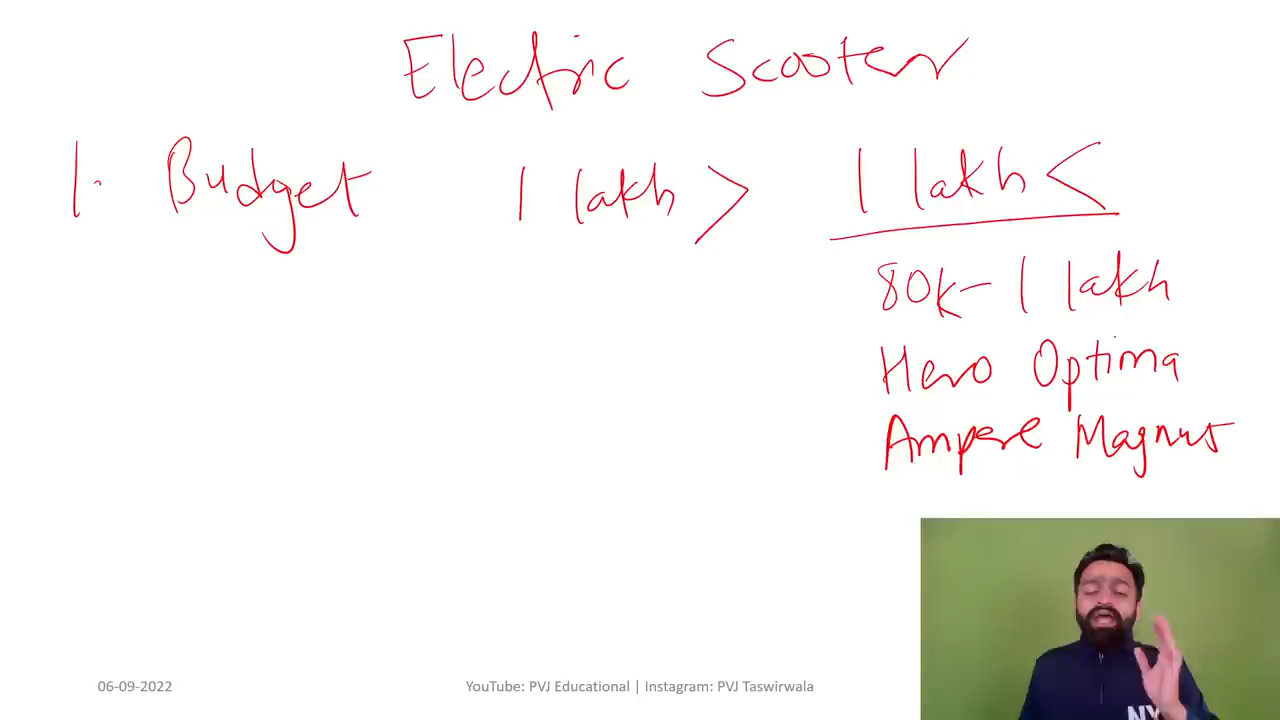 Electric Scooter
1. Budget 1 lakh > 1 lakh <
80k - 1 lakh
Hero Optima
Ampere Magnus
NY
06-09-2022 YouTube: PVJ Educational | Instagram: PVJ Taswirwala